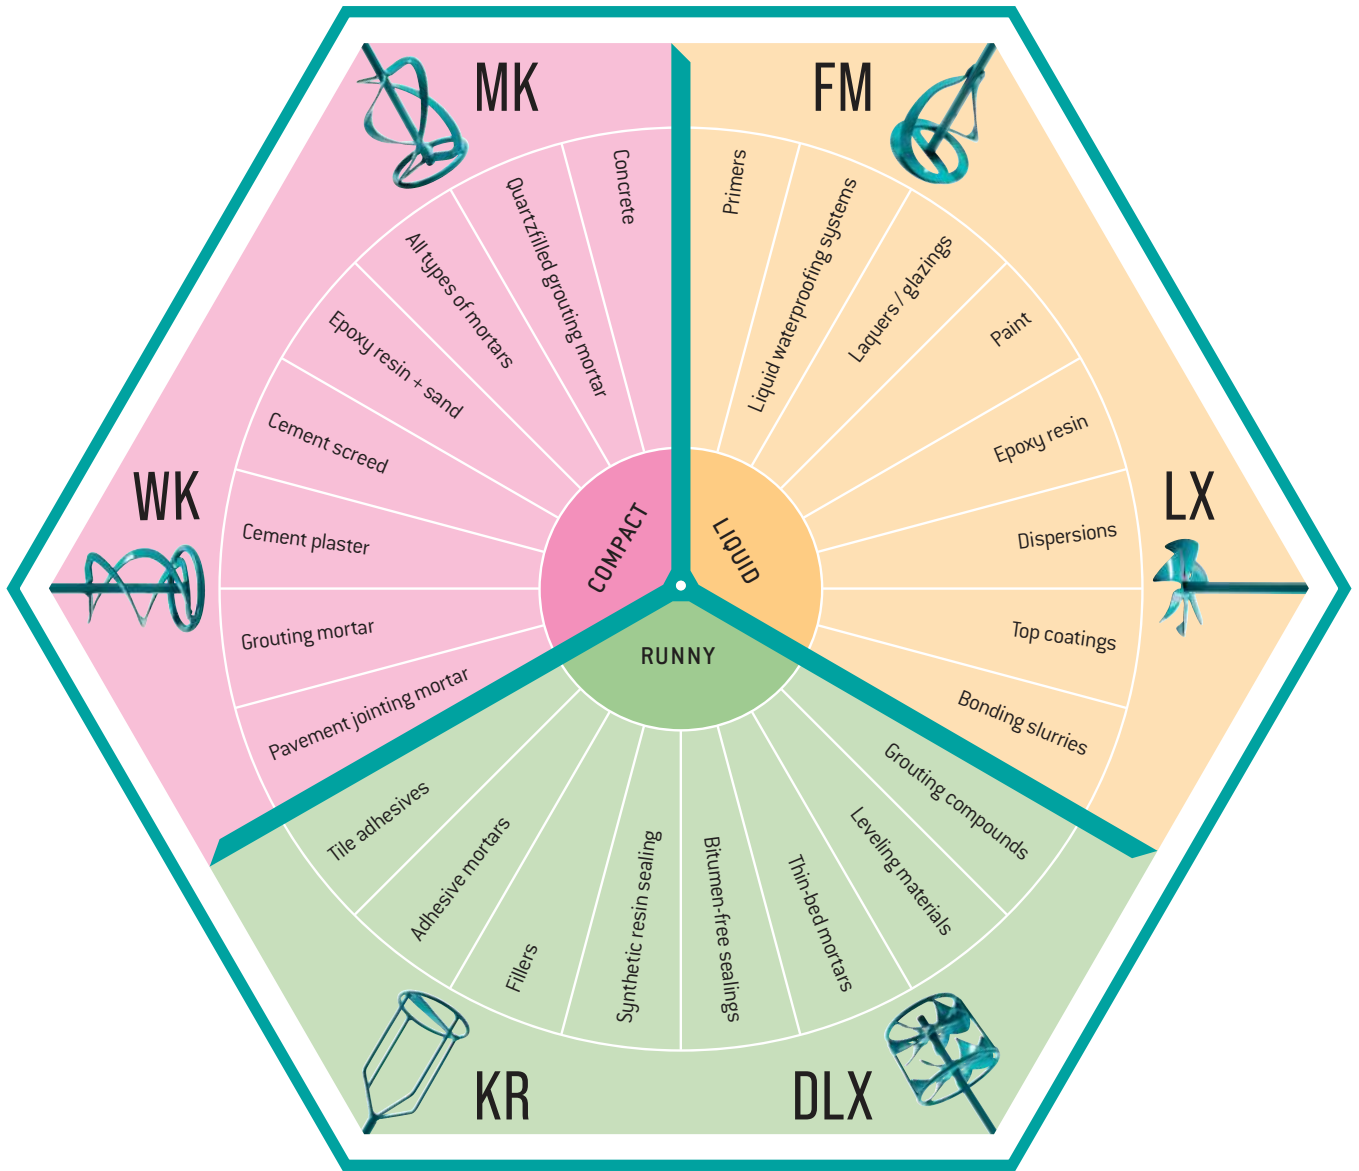 MK
FM
Concrete
Quartzfilled grouting mortar
All types of mortars
Epoxy resin + sand
Cement screed
Cement plaster
Grouting mortar
Pavement jointing mortar
WK
COMPACT
Primers
Liquid waterproofing systems
Laquers / glazings
Paint
Epoxy resin
Dispersions
Top coatings
Bonding slurries
LX
LIQUID
RUNNY
Tile adhesives
Adhesive mortars
Fillers
Synthetic resin sealing
Bitumen-free sealings
Thin-bed mortars
Leveling materials
Grouting compounds
KR
DLX